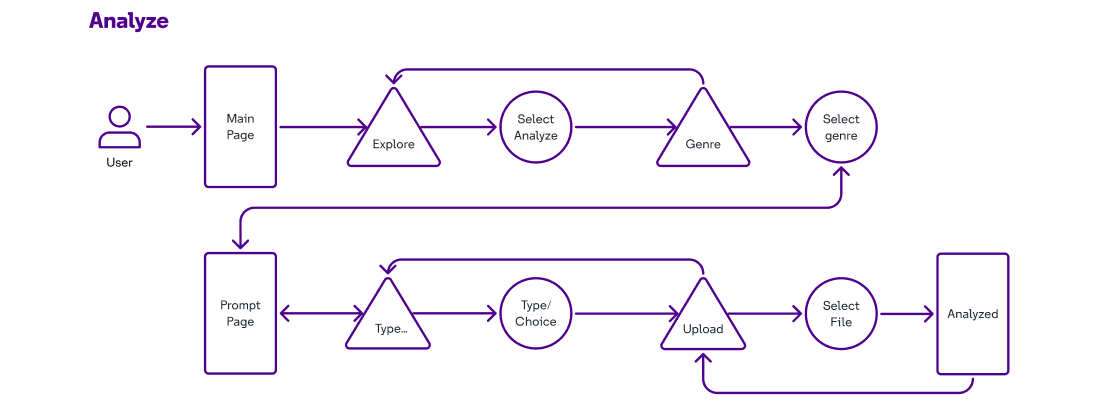 Analyze
User
Main
Page
Explore
Select
Analyze
Genre
Select
genre
Prompt
Page
Type...
Type/
Choice
Upload
Select
File
Analyzed